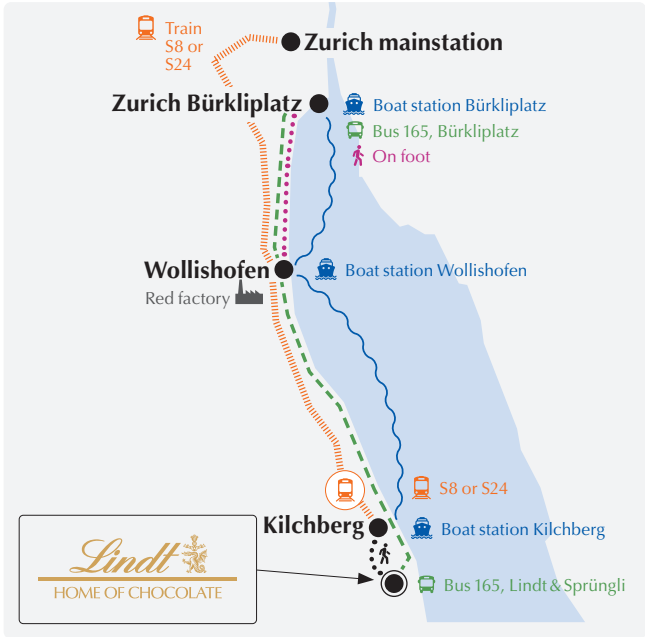 Train
S8 or
S24
Zurich mainstation
Zurich Bürkliplatz
Boat station Bürkliplatz
Bus 165, Bürkliplatz
On foot
Wollishofen
Boat station Wollishofen
Red factory
S8 or S24
Kilchberg
Boat station Kilchberg
Lindt
HOME OF CHOCOLATE
Bus 165, Lindt & Sprüngli